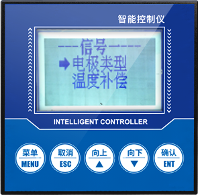 智能控制仪
---信号---
➡电极类型
温度补偿
INTELLIGENT CONTROLLER
菜单 取消 向上 向下 确认
MENU ESC ▲ ▼ ENT